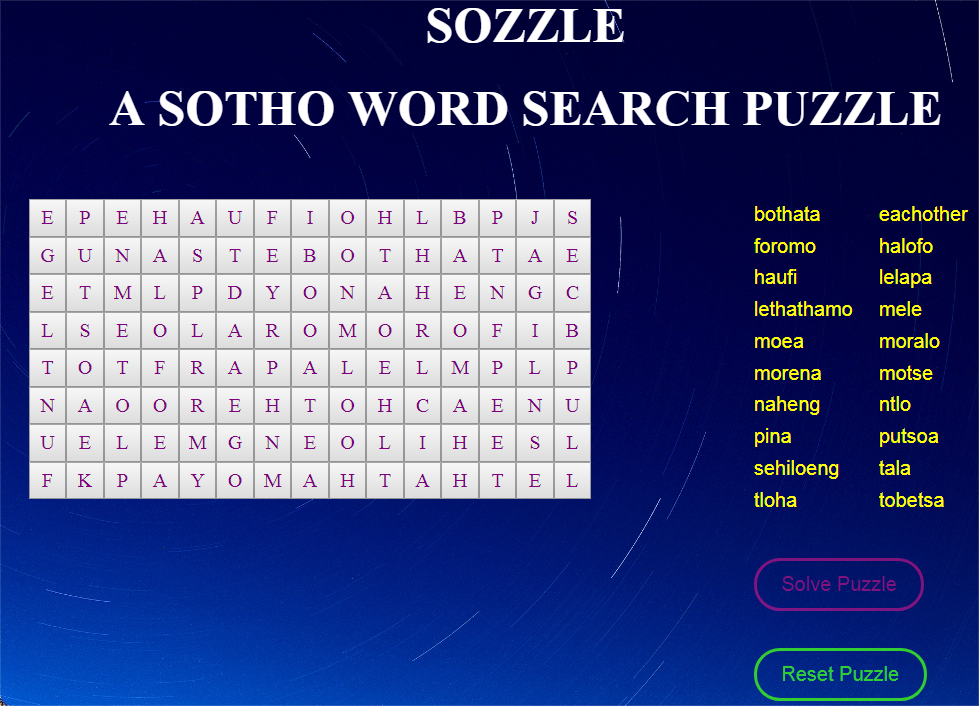 SOZZLE
A SOTHO WORD SEARCH PUZZLE
E P E H A U F I O H L B P J S
G U N A S T E B O T H A T A E
E T M L P D Y O N A H E N G C
L S E O L A R O M O R O F I B
T O T F R A P A L E L M P L P
N A O O R E H T O H C A E N U
U E L E M G N E O L I H E S L
F K P A Y O M A H T A H T E L
bothata eachother
foromo halofo
haufi lelapa
lethathamo mele
moea moralo
morena motse
naheng ntlo
pina putsoa
sehiloeng tala
tloha tobetsa
Solve Puzzle
Reset Puzzle